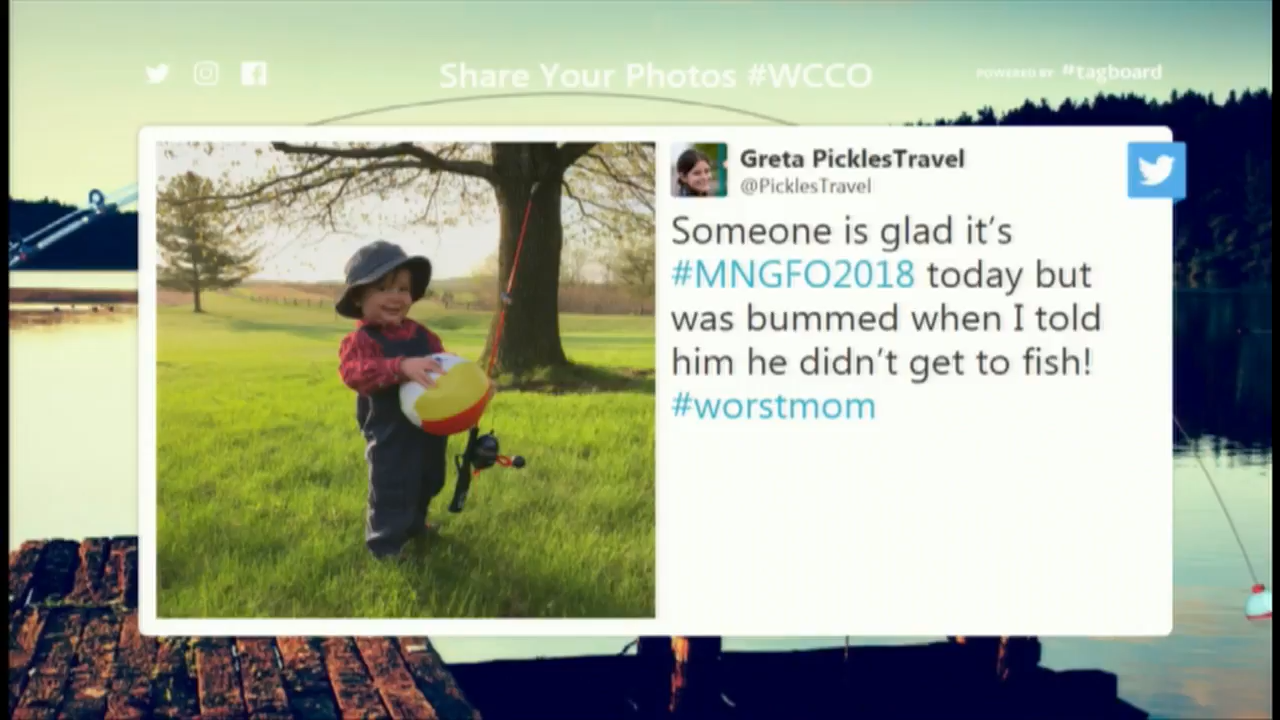 Share Your Photos #WCCO
POWERED BY #tagboard
Greta PicklesTravel
@PicklesTravel
Someone is glad it's
#MNGFO2018 today but
was bummed when I told
him he didn't get to fish!
#worstmom